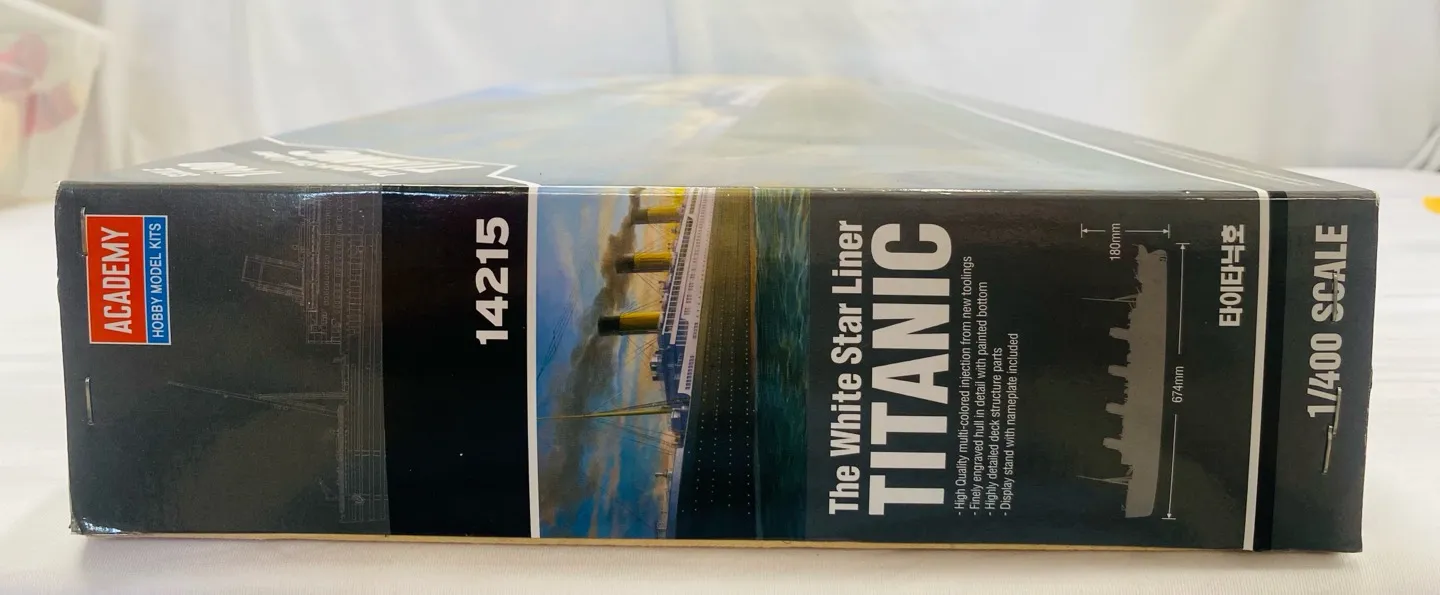 ACADEMY
HOBBY MODEL KITS
14215
The White Star Liner
TITANIC
- High Quality multi-colored injection from new toolings
- Finely engraved hull in detail with painted bottom
- Highly detailed deck structure parts
- Display stand with nameplate included
180mm
674mm
타이타닉호
1/400 SCALE